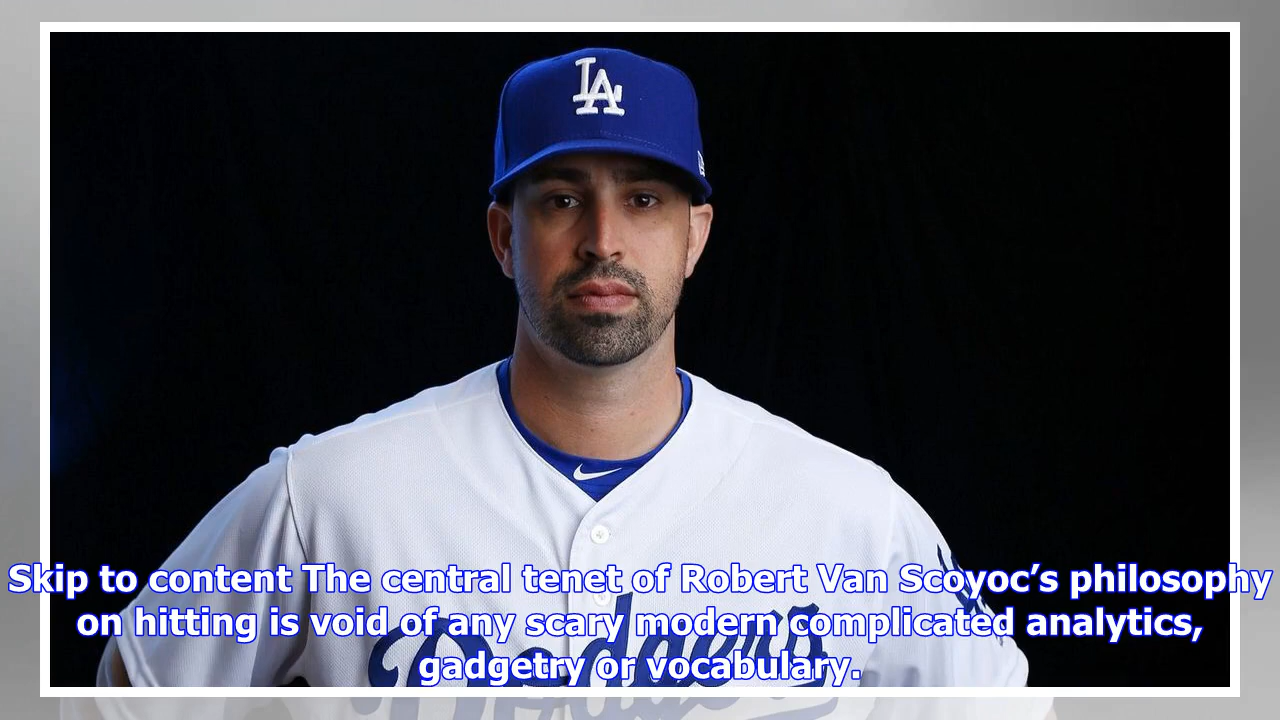 LA
Skip to content The central tenet of Robert Van Scoyoc’s philosophy
on hitting is void of any scary modern complicated analytics,
gadgetry or vocabulary.
Dodgers